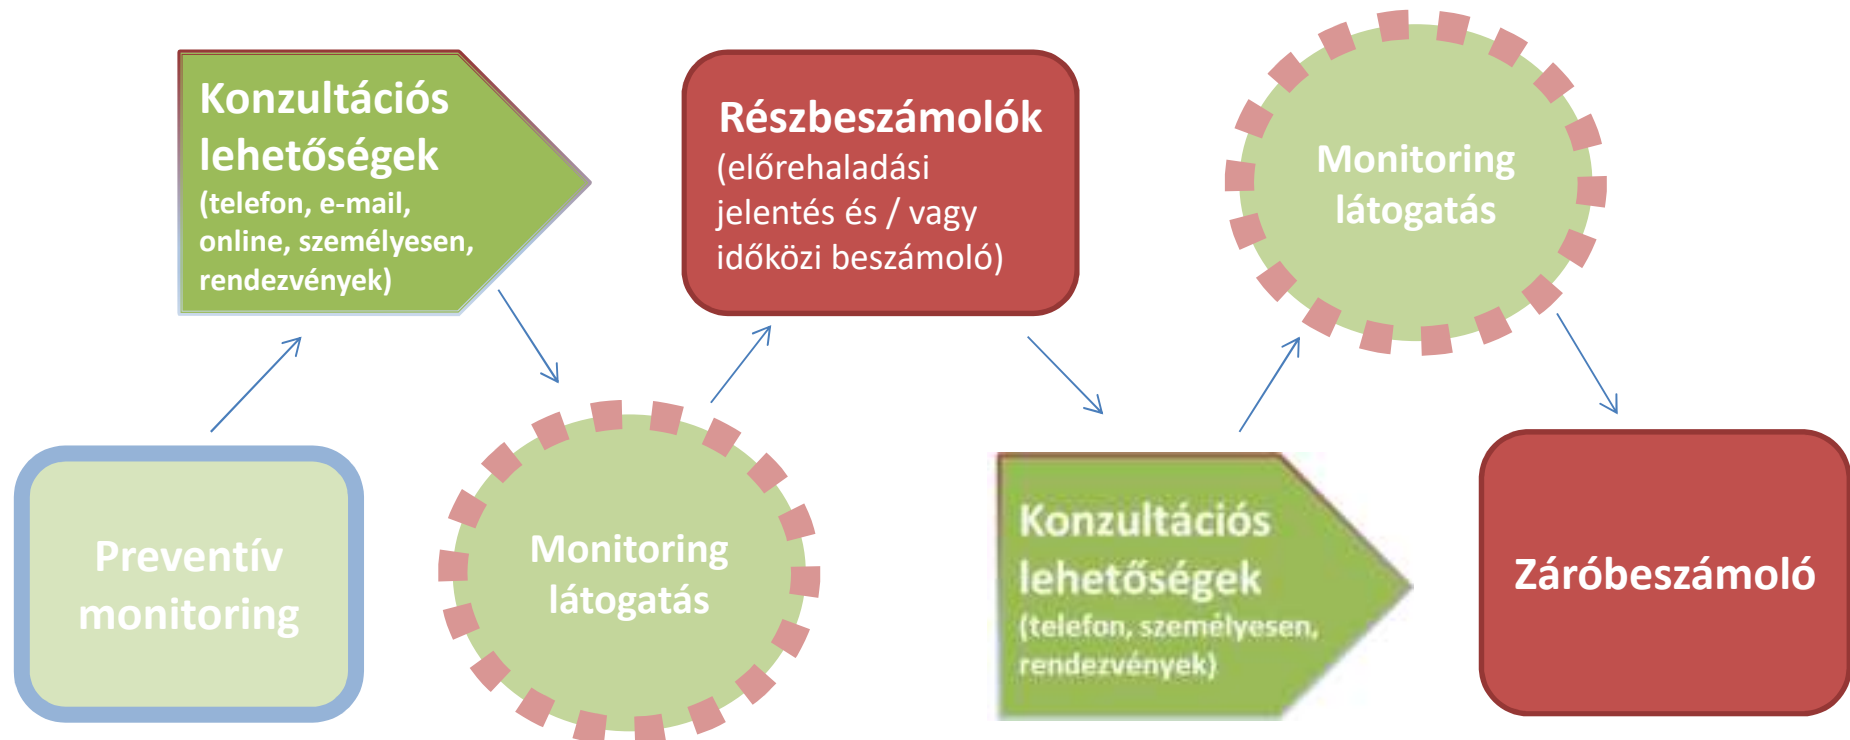 Preventív
monitoring
Konzultációs
lehetőségek
(telefon, e-mail,
online, személyesen,
rendezvények)
Monitoring
látogatás
Részbeszámolók
(előrehaladási
jelentés és / vagy
időközi beszámoló)
Konzultációs
lehetőségek
(telefon, személyesen,
rendezvények)
Monitoring
látogatás
Záróbeszámoló